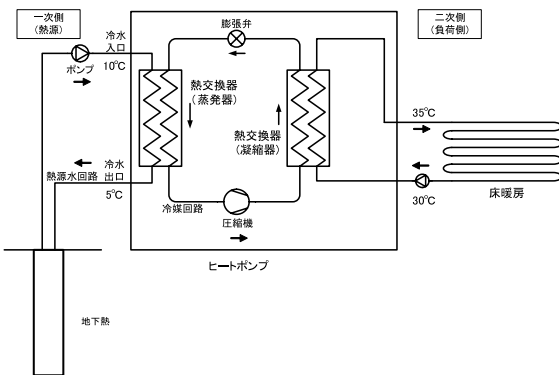 一次側
(熱源)
冷水
入口
10℃
ポンプ
膨張弁
二次側
(負荷側)
熱交換器
(蒸発器)
熱交換器
(凝縮器)
35℃
熱源水回路
冷水
出口
5℃
冷媒回路
圧縮機
30℃
床暖房
ヒートポンプ
地下熱